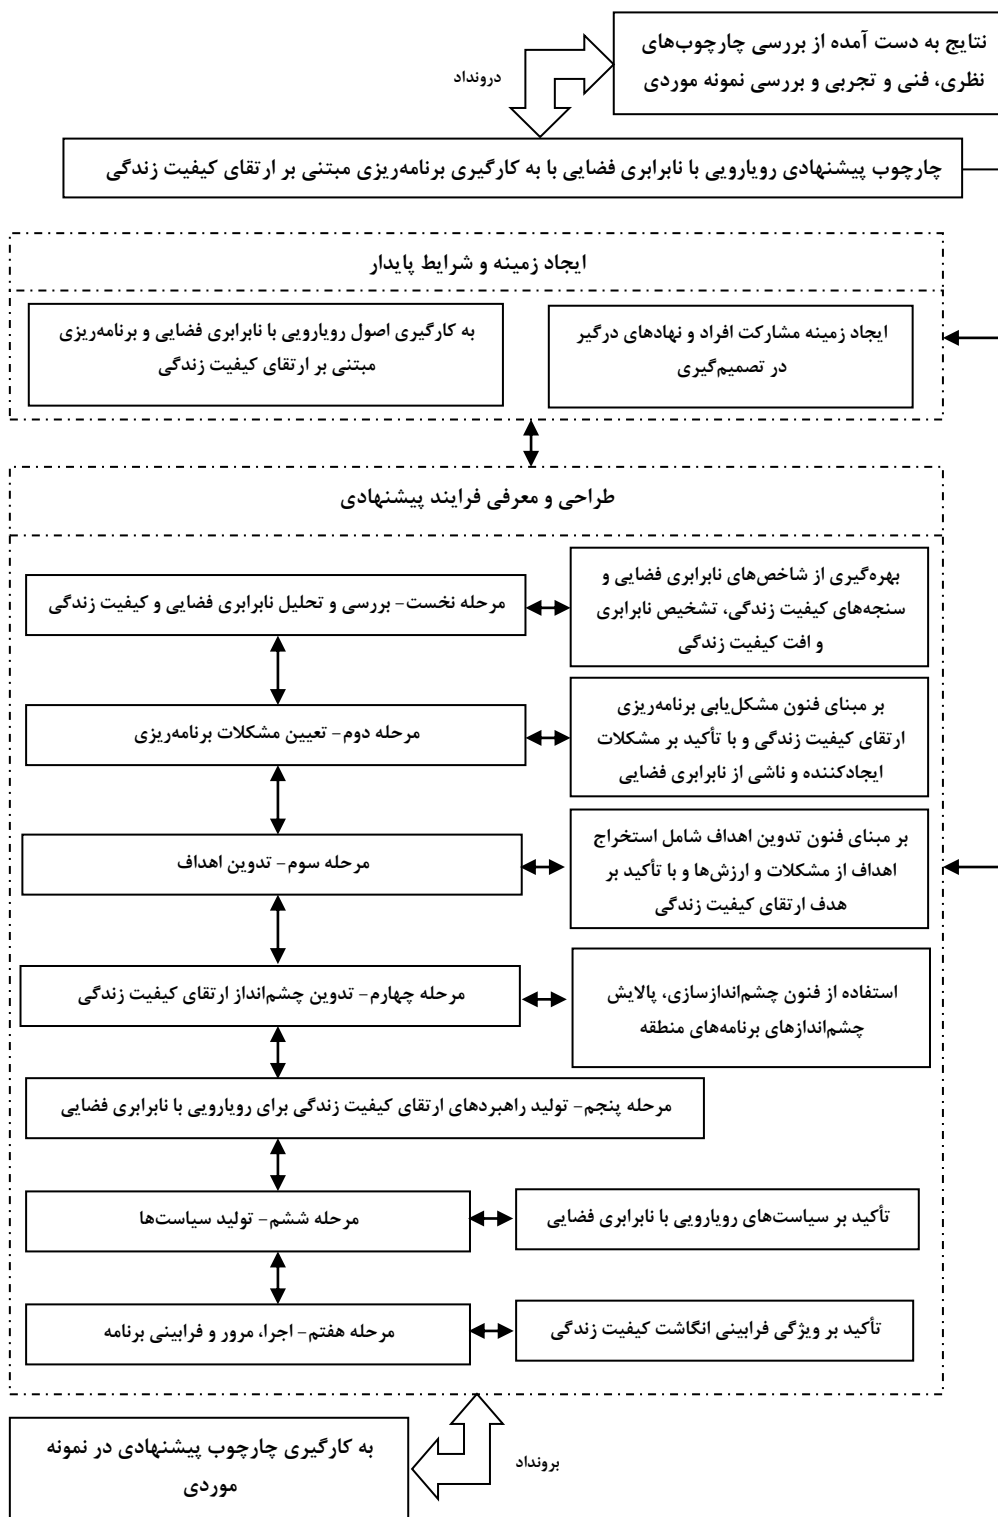 نتایج به دست آمده از بررسی چارچوب‌های
نظری، فنی و تجربی و بررسی نمونه موردی
دروندادا
چارچوب پیشنهادی رویارویی با نابرابری فضایی با به کارگیری برنامه‌ریزی مبتنی بر ارتقای کیفیت زندگی
ایجاد زمینه و شرایط پایدار
ایجاد زمینه مشارکت افراد و نهادهای درگیر
در تصمیم‌گیری
به کارگیری اصول رویارویی با نابرابری فضایی و برنامه‌ریزی
مبتنی بر ارتقای کیفیت زندگی
طراحی و معرفی فرایند پیشنهادی
مرحله نخست- بررسی و تحلیل نابرابری فضایی و کیفیت زندگی
بهره‌گیری از شاخص‌های نابرابری فضایی و
سنجه‌های کیفیت زندگی، تشخیص نابرابری
و افت کیفیت زندگی
مرحله دوم- تعیین مشکلات برنامه‌ریزی
بر مبنای فنون مشکل‌یابی برنامه‌ریزی
ارتقای کیفیت زندگی و با تأکید بر مشکلات
ایجادکننده و ناشی از نابرابری فضایی
مرحله سوم- تدوین اهداف
بر مبنای فنون تدوین اهداف شامل استخراج
اهداف از مشکلات و ارزش‌ها و با تأکید بر
هدف ارتقای کیفیت زندگی
مرحله چهارم- تدوین چشم‌انداز ارتقای کیفیت زندگی
استفاده از فنون چشم‌اندازسازی، پالایش
چشم‌اندازهای برنامه‌های منطقه
مرحله پنجم- تولید راهبردهای ارتقای کیفیت زندگی برای رویارویی با نابرابری فضایی
مرحله ششم- تولید سیاست‌ها
تأکید بر سیاست‌های رویارویی با نابرابری فضایی
مرحله هفتم- اجرا، مرور و فرابینی برنامه
تأکید بر ویژگی فرابینی انگاشت کیفیت زندگی
برونداد
به کارگیری چارچوب پیشنهادی در نمونه
موردی